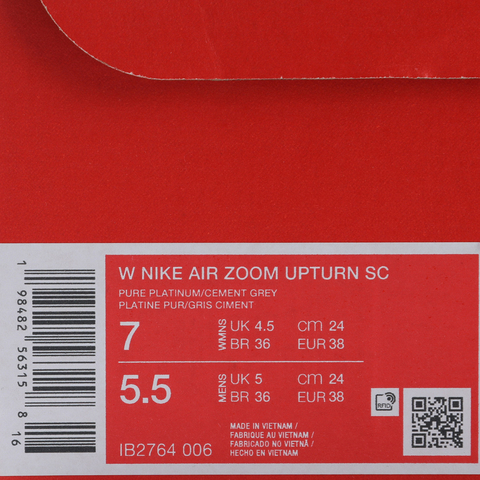 W NIKE AIR ZOOM UPTURN SC
PURE PLATINUM/CEMENT GREY
PLATINE PUR/GRIS CIMENT
7 WMNS UK 4.5 cm 24
BR 36 EUR 38
5.5 MENS UK 5 cm 24
BR 36 EUR 38
IB2764 006
MADE IN VIETNAM /
FABRIQUE AU VIETNAM /
FABRICADO NO VIETNÃ /
HECHO EN VIETNAM
RFID
1 98482 56315 8 16